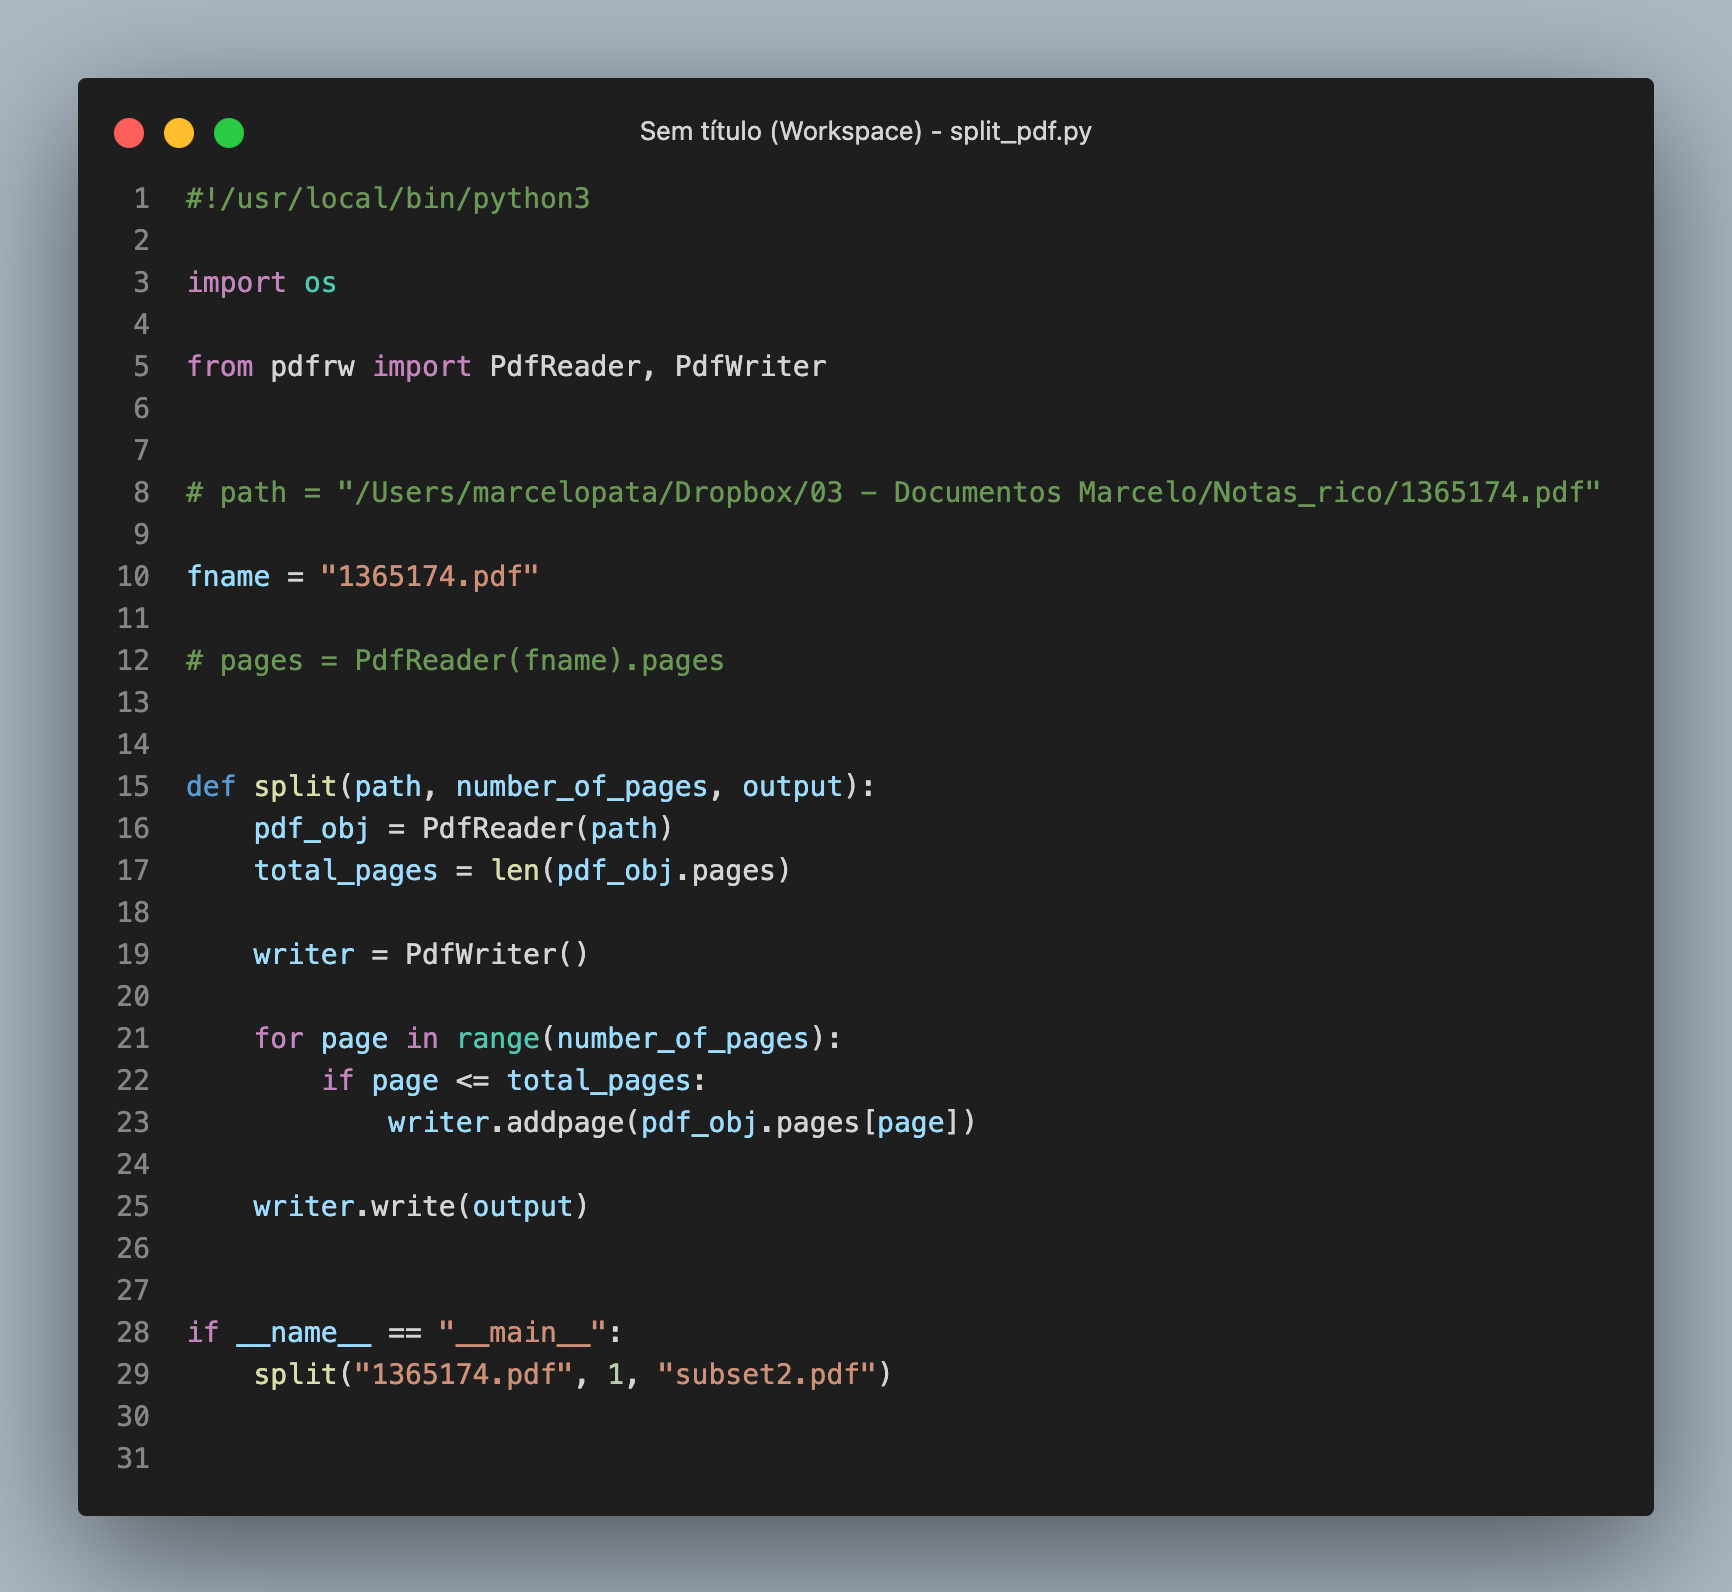 Sem título (Workspace) - split_pdf.py
1 #!/usr/local/bin/python3
2
3 import os
4
5 from pdfrw import PdfReader, PdfWriter
6
7
8 # path = "/Users/marcelopata/Dropbox/03 – Documentos Marcelo/Notas_rico/1365174.pdf"
9
10 fname = "1365174.pdf"
11
12 # pages = PdfReader(fname).pages
13
14
15 def split(path, number_of_pages, output):
16     pdf_obj = PdfReader(path)
17     total_pages = len(pdf_obj.pages)
18
19     writer = PdfWriter()
20
21     for page in range(number_of_pages):
22         if page <= total_pages:
23             writer.addpage(pdf_obj.pages[page])
24
25     writer.write(output)
26
27
28 if __name__ == "__main__":
29     split("1365174.pdf", 1, "subset2.pdf")
30
31